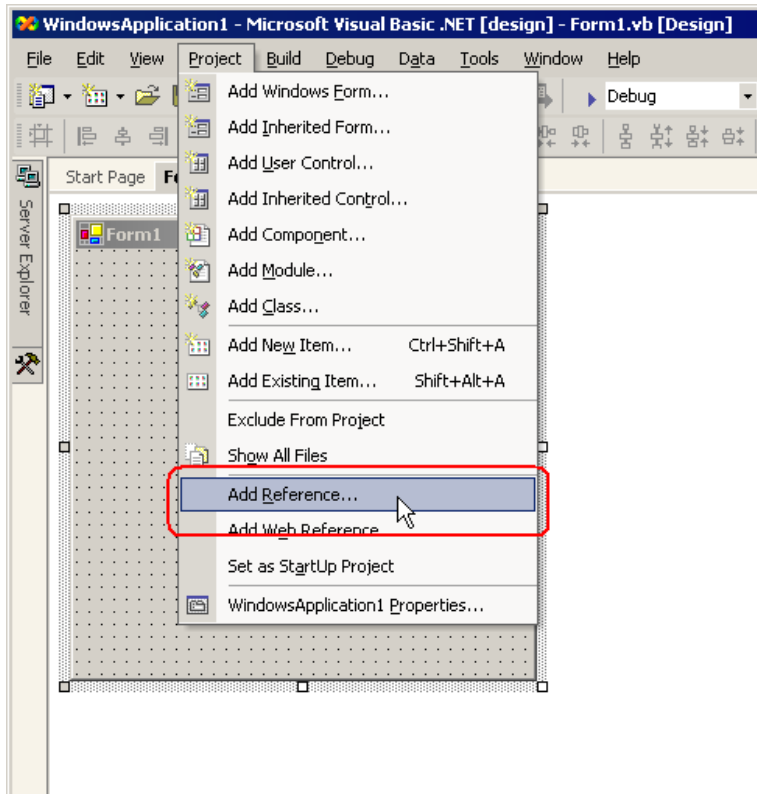 WindowsApplication1 - Microsoft Visual Basic .NET [design] - Form1.vb [Design]
File Edit View Project Build Debug Data Tools Window Help
Debug
Start Page
Server Explorer
Form1
Add Windows Form...
Add Inherited Form...
Add User Control...
Add Inherited Control...
Add Component...
Add Module...
Add Class...
Add New Item... Ctrl+Shift+A
Add Existing Item... Shift+Alt+A
Exclude From Project
Show All Files
Add Reference...
Add Web Reference
Set as StartUp Project
WindowsApplication1 Properties...